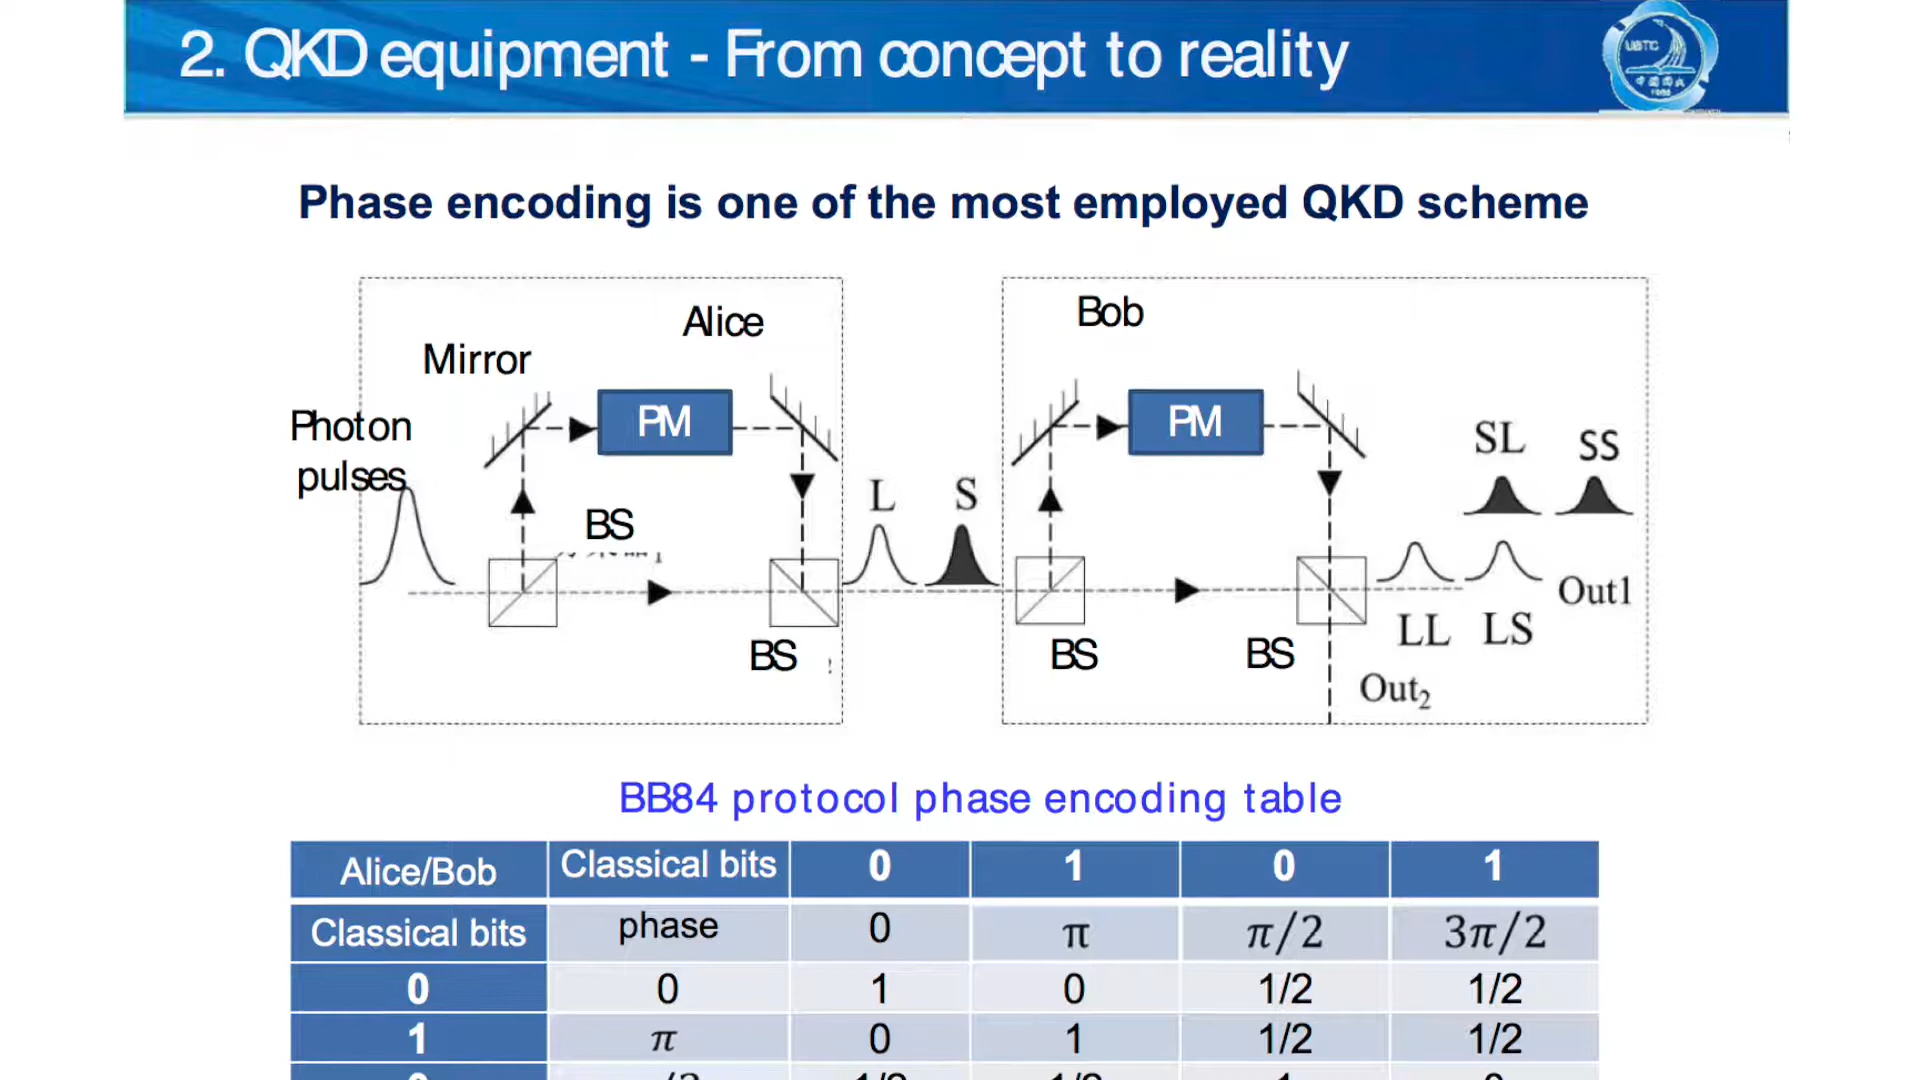 2. QKD equipment - From concept to reality
USTC
Phase encoding is one of the most employed QKD scheme
Alice
Bob
Mirror
Photon
pulses
PM
PM
SL SS
L S
BS
Out1
LL LS
BS
BS
BS
Out2
BB84 protocol phase encoding table
Alice/Bob Classical bits 0 1 0 1
Classical bits phase 0 π π/2 3π/2
0 0 1 0 1/2 1/2
1 π 0 1 1/2 1/2